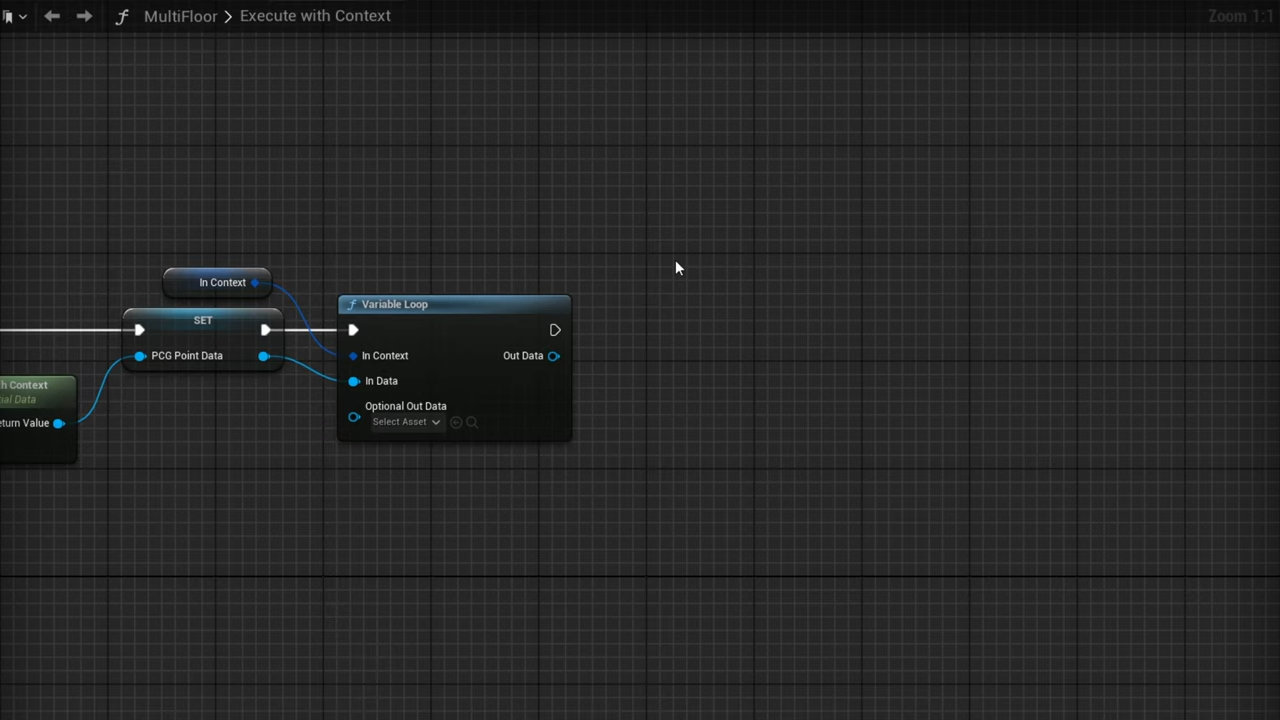 MultiFloor > Execute with Context
Zoom 1:1
In Context
SET
PCG Point Data
h Context
ial Data
eturn Value
Variable Loop
In Context
Out Data
In Data
Optional Out Data
Select Asset